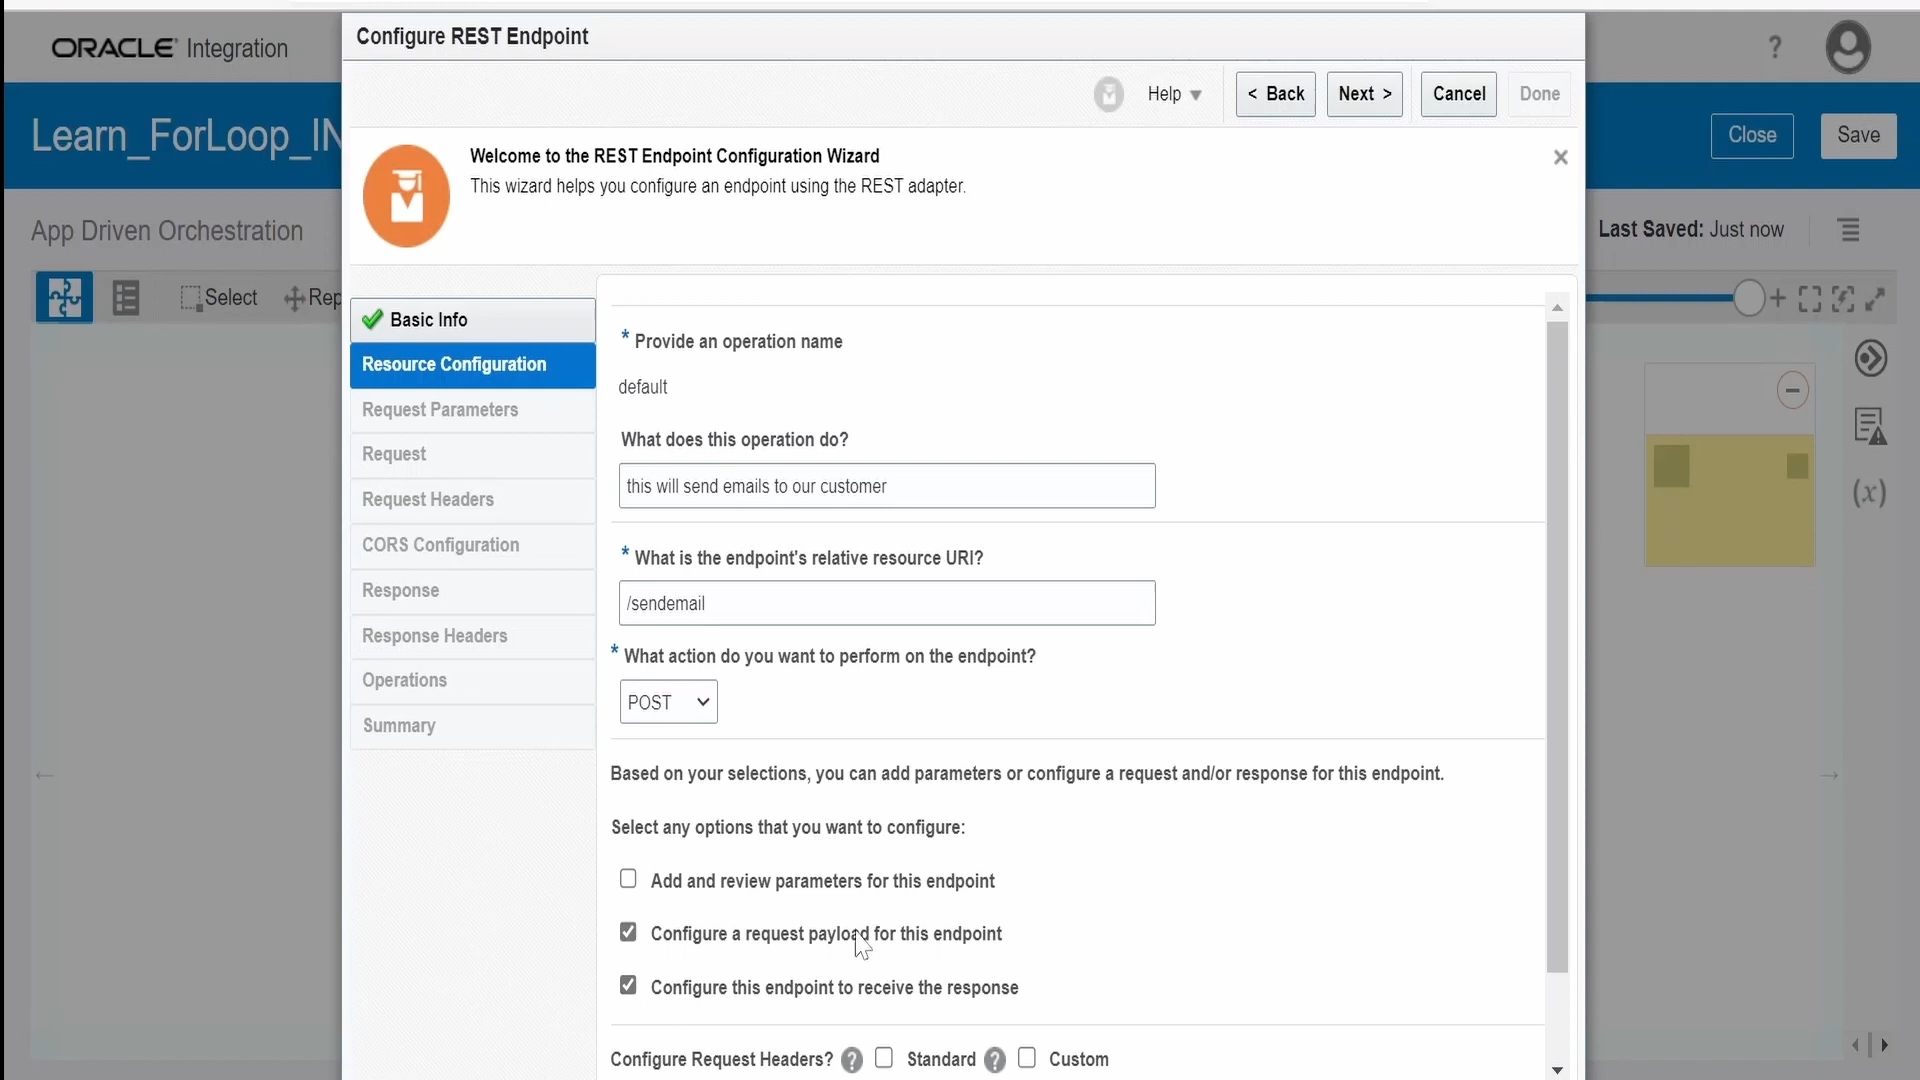 Configure REST Endpoint
ORACLE Integration
?
Help
< Back
Next >
Cancel
Done
Learn_ForLoop_IN
Close
Save
Welcome to the REST Endpoint Configuration Wizard
This wizard helps you configure an endpoint using the REST adapter.
App Driven Orchestration
Last Saved: Just now
Select
Rep
Basic Info
Resource Configuration
Request Parameters
Request
Request Headers
CORS Configuration
Response
Response Headers
Operations
Summary
* Provide an operation name
default
What does this operation do?
this will send emails to our customer
* What is the endpoint's relative resource URI?
/sendemail
* What action do you want to perform on the endpoint?
POST
Based on your selections, you can add parameters or configure a request and/or response for this endpoint.
Select any options that you want to configure:
Add and review parameters for this endpoint
Configure a request payload for this endpoint
Configure this endpoint to receive the response
Configure Request Headers? ? Standard ? Custom
(x)